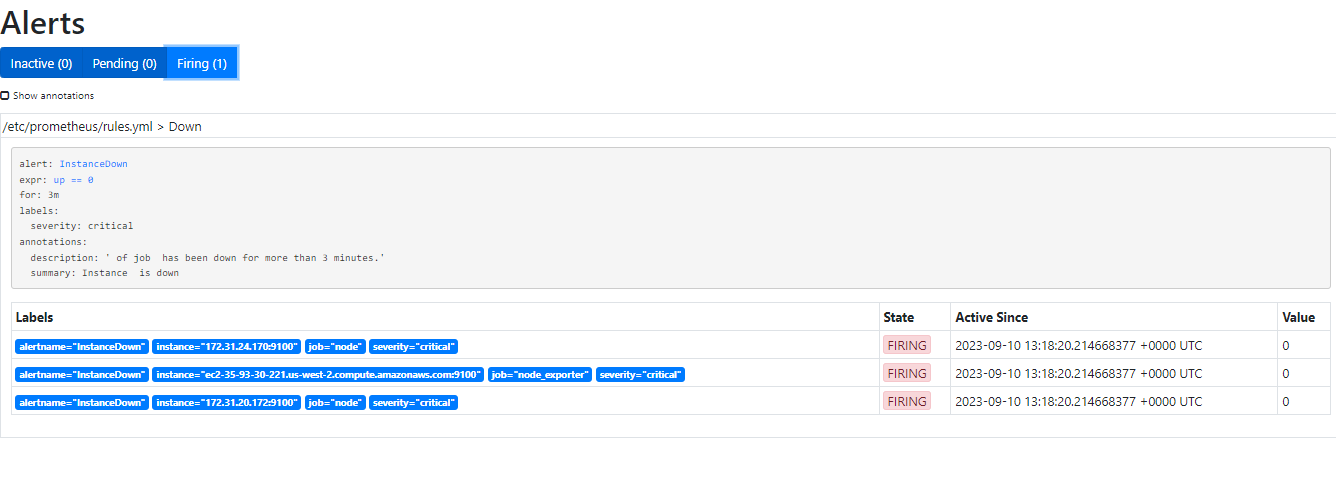 Alerts
Inactive (0) Pending (0) Firing (1)
Show annotations
/etc/prometheus/rules.yml > Down
alert: InstanceDown
expr: up == 0
for: 3m
labels:
  severity: critical
annotations:
  description: ' of job  has been down for more than 3 minutes.'
  summary: Instance  is down
Labels State Active Since Value
alertname="InstanceDown" instance="172.31.24.170:9100" job="node" severity="critical" FIRING 2023-09-10 13:18:20.214668377 +0000 UTC 0
alertname="InstanceDown" instance="ec2-35-93-30-221.us-west-2.compute.amazonaws.com:9100" job="node_exporter" severity="critical" FIRING 2023-09-10 13:18:20.214668377 +0000 UTC 0
alertname="InstanceDown" instance="172.31.20.172:9100" job="node" severity="critical" FIRING 2023-09-10 13:18:20.214668377 +0000 UTC 0